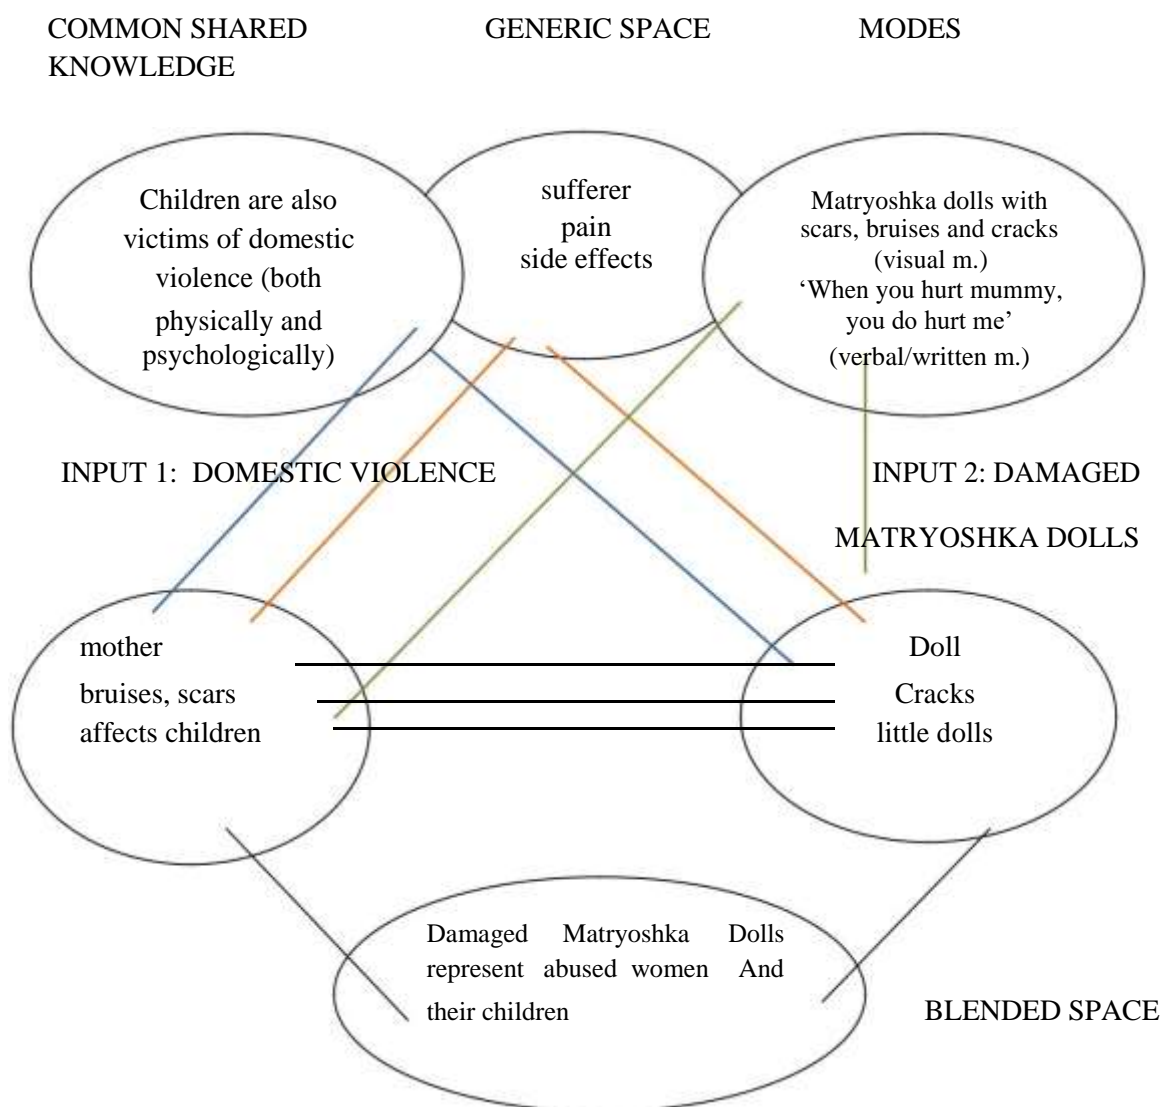 COMMON SHARED
KNOWLEDGE
GENERIC SPACE
MODES
Children are also
victims of domestic
violence (both
physically and
psychologically)
sufferer
pain
side effects
Matryoshka dolls with
scars, bruises and cracks
(visual m.)
‘When you hurt mummy,
you do hurt me’
(verbal/written m.)
INPUT 1: DOMESTIC VIOLENCE
INPUT 2: DAMAGED
MATRYOSHKA DOLLS
mother
bruises, scars
affects children
Doll
Cracks
little dolls
Damaged Matryoshka Dolls
represent abused women And
their children
BLENDED SPACE